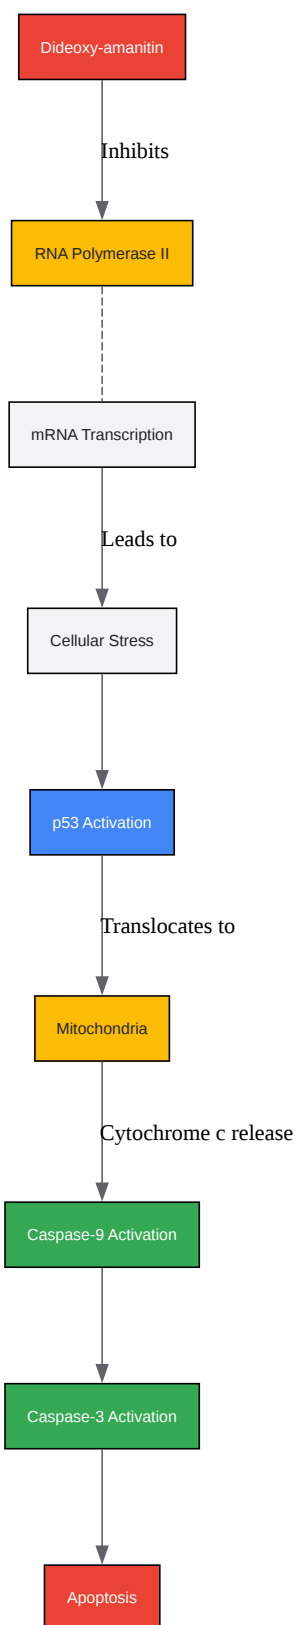 Dideoxy-amanitin
Inhibits
RNA Polymerase II
mRNA Transcription
Leads to
Cellular Stress
p53 Activation
Translocates to
Mitochondria
Cytochrome c release
Caspase-9 Activation
Caspase-3 Activation
Apoptosis